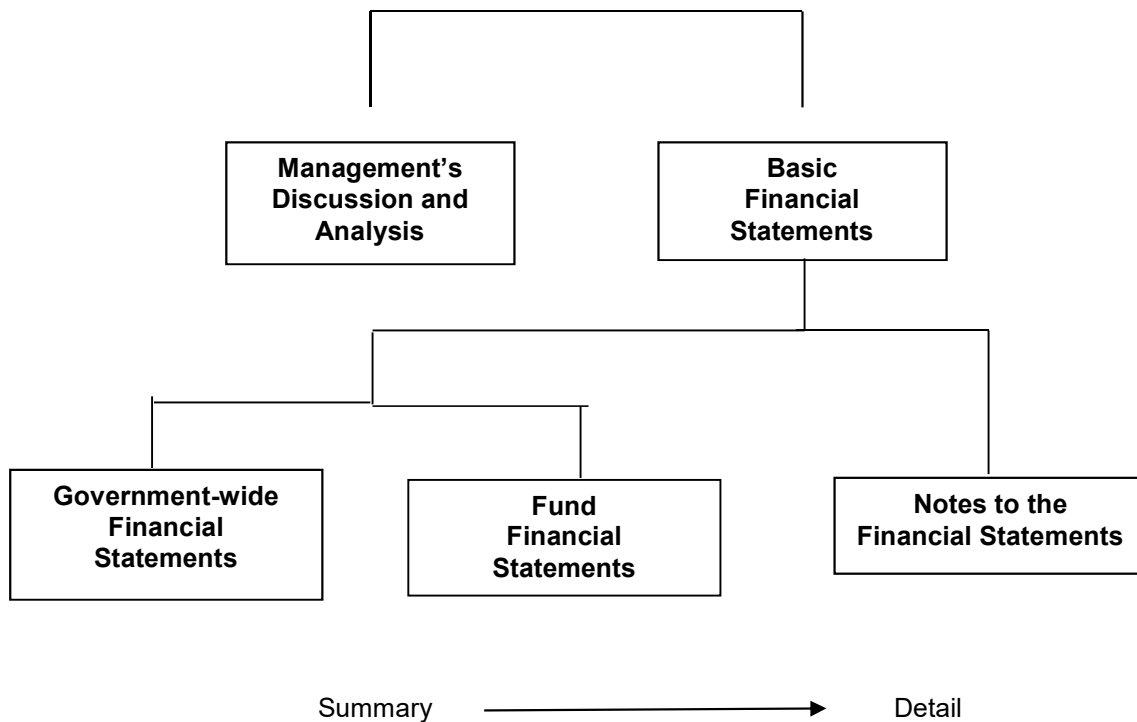 Management’s
Discussion and
Analysis
Basic
Financial
Statements
Government-wide
Financial
Statements
Fund
Financial
Statements
Notes to the
Financial Statements
Summary
Detail